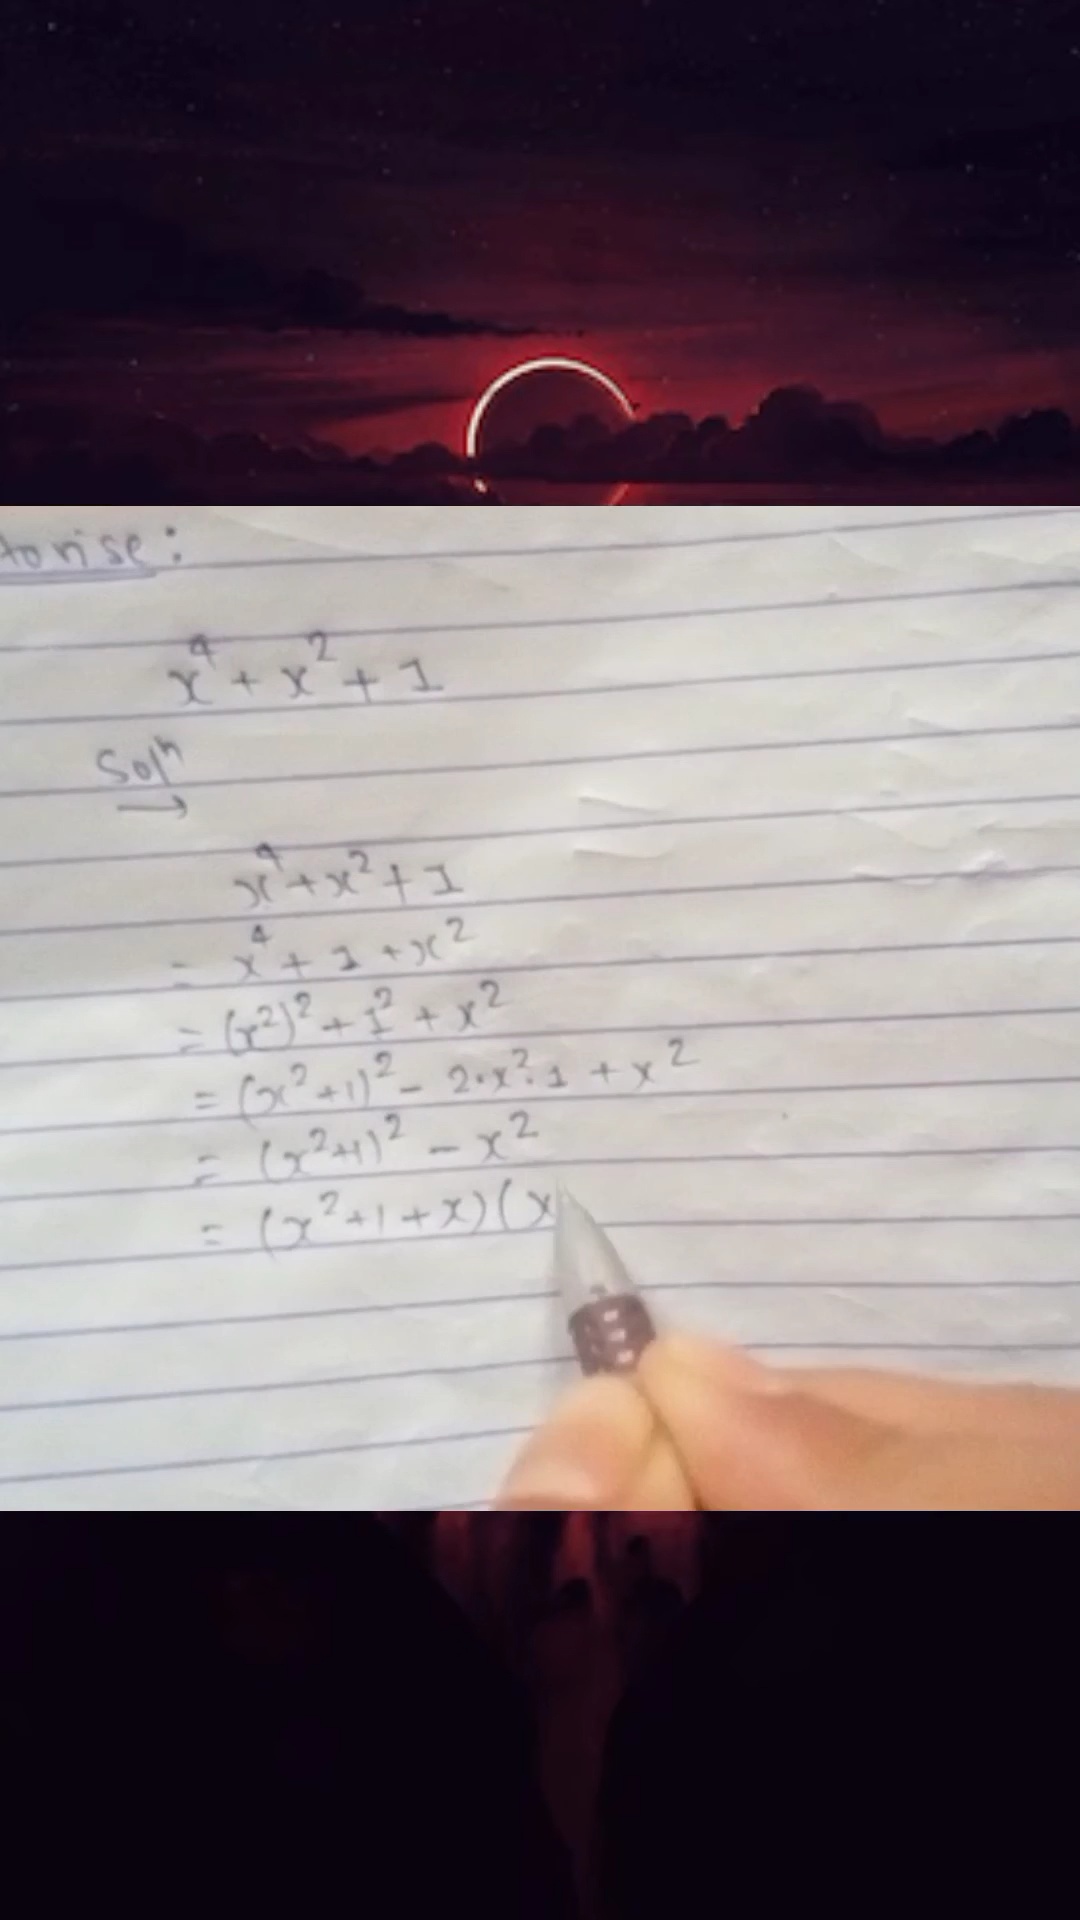 torise:
x⁴ + x² + 1
Solⁿ
→
x⁴ + x² + 1
= x⁴ + 1 + x²
= (x²)² + 1² + x²
= (x² + 1)² - 2·x²·1 + x²
= (x² + 1)² - x²
= (x² + 1 + x)(x